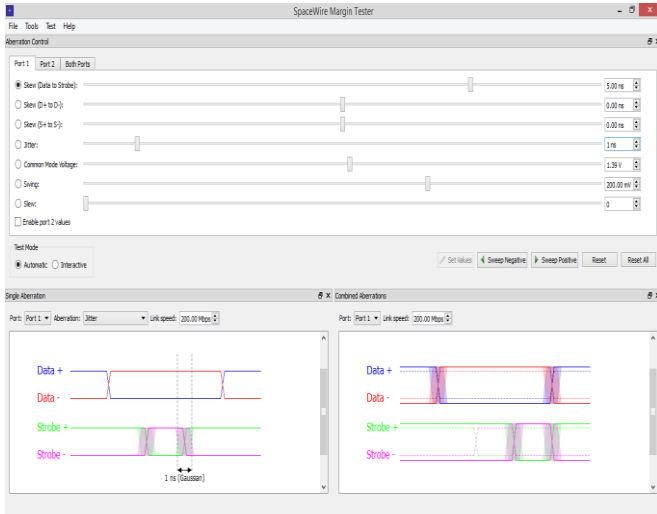 SpaceWire Margin Tester
File Tools Test Help
Aberration Control
Port 1 Port 2 Both Ports
Skew (Data to Strobe): 5.00 ns
Skew (D+ to D-): 0.00 ns
Skew (S+ to S-): 0.00 ns
Jitter: 1 ns
Common Mode Voltage: 1.39 V
Swing: 200.00 mV
Slew: 0
Enable port 2 values
Test Mode
Automatic Interactive Set Values Sweep Negative Sweep Positive Reset Reset All
Single Aberration Combined Aberrations
Port: Port 1 Aberration: Jitter Link speed: 200.00 Mbps Port: Port 1 Link speed: 200.00 Mbps
Data + Data +
Data - Data -
Strobe + Strobe +
Strobe - Strobe -
1 ns (Gaussian)